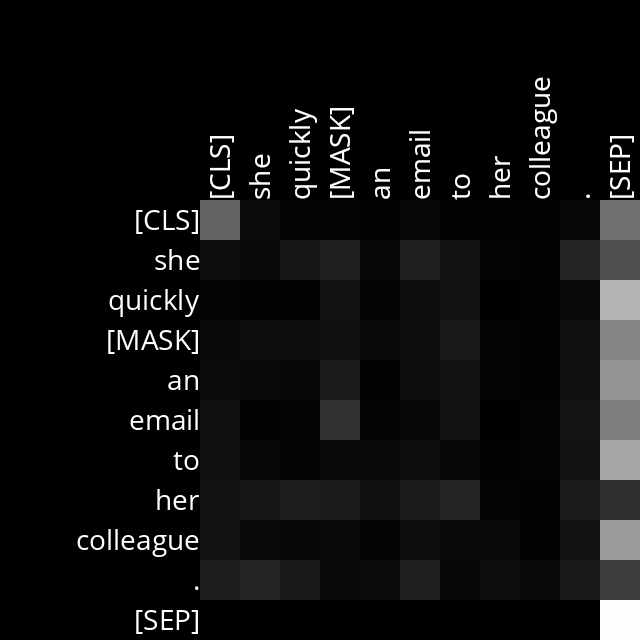 [CLS] she quickly [MASK] an email to her colleague . [SEP]
[CLS]
she
quickly
[MASK]
an
email
to
her
colleague
.
[SEP]